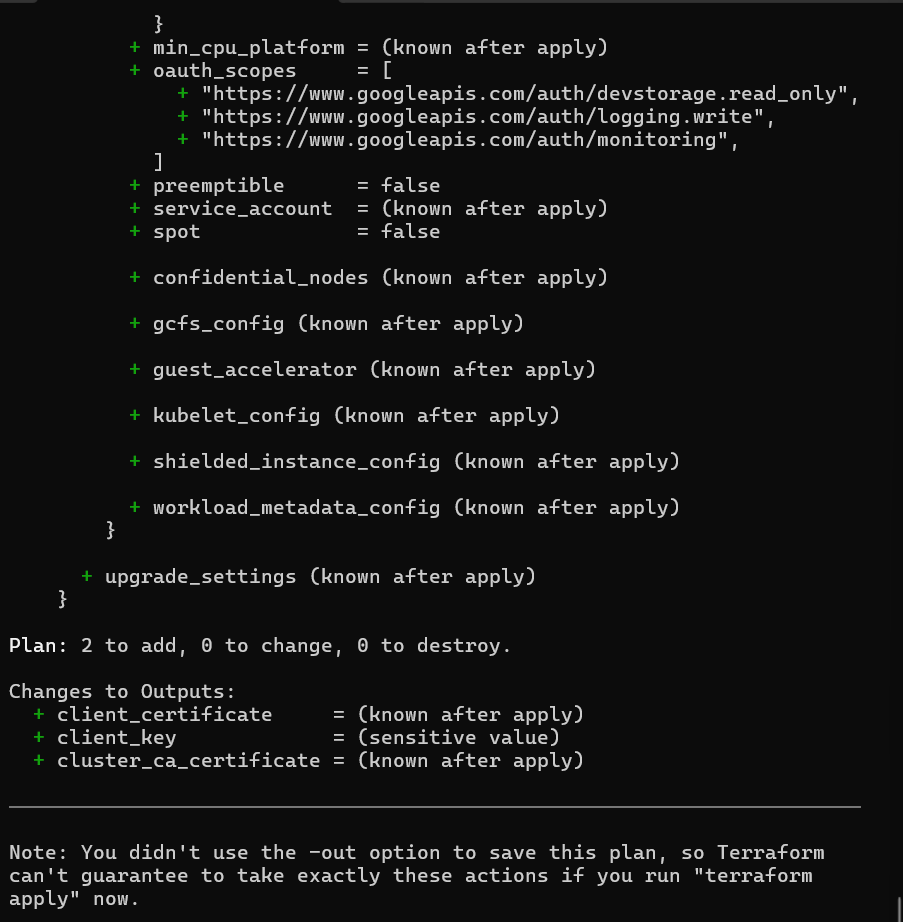 }
          + min_cpu_platform = (known after apply)
          + oauth_scopes     = [
              + "https://www.googleapis.com/auth/devstorage.read_only",
              + "https://www.googleapis.com/auth/logging.write",
              + "https://www.googleapis.com/auth/monitoring",
            ]
          + preemptible      = false
          + service_account  = (known after apply)
          + spot             = false

          + confidential_nodes (known after apply)

          + gcfs_config (known after apply)

          + guest_accelerator (known after apply)

          + kubelet_config (known after apply)

          + shielded_instance_config (known after apply)

          + workload_metadata_config (known after apply)
        }

      + upgrade_settings (known after apply)
    }

Plan: 2 to add, 0 to change, 0 to destroy.

Changes to Outputs:
  + client_certificate     = (known after apply)
  + client_key             = (sensitive value)
  + cluster_ca_certificate = (known after apply)

Note: You didn't use the -out option to save this plan, so Terraform
can't guarantee to take exactly these actions if you run "terraform
apply" now.